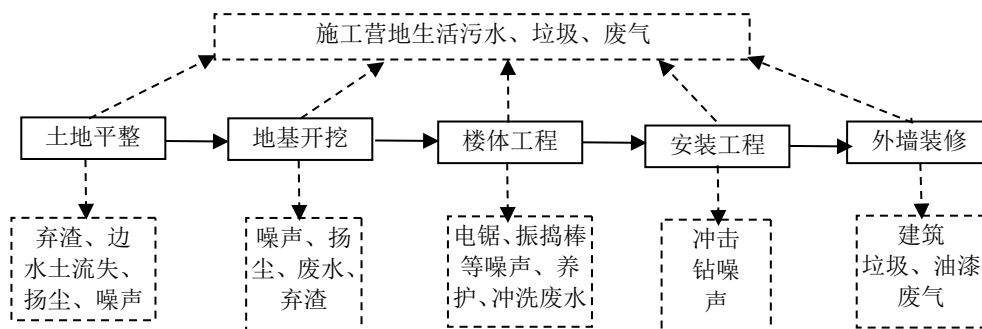 施工营地生活污水、垃圾、废气
土地平整
地基开挖
楼体工程
安装工程
外墙装修
弃渣、边
水土流失、
扬尘、噪声
噪声、扬
尘、废水、
弃渣
电锯、振捣棒
等噪声、养
护、冲洗废水
冲击
钻噪
声
建筑
垃圾、油漆
废气